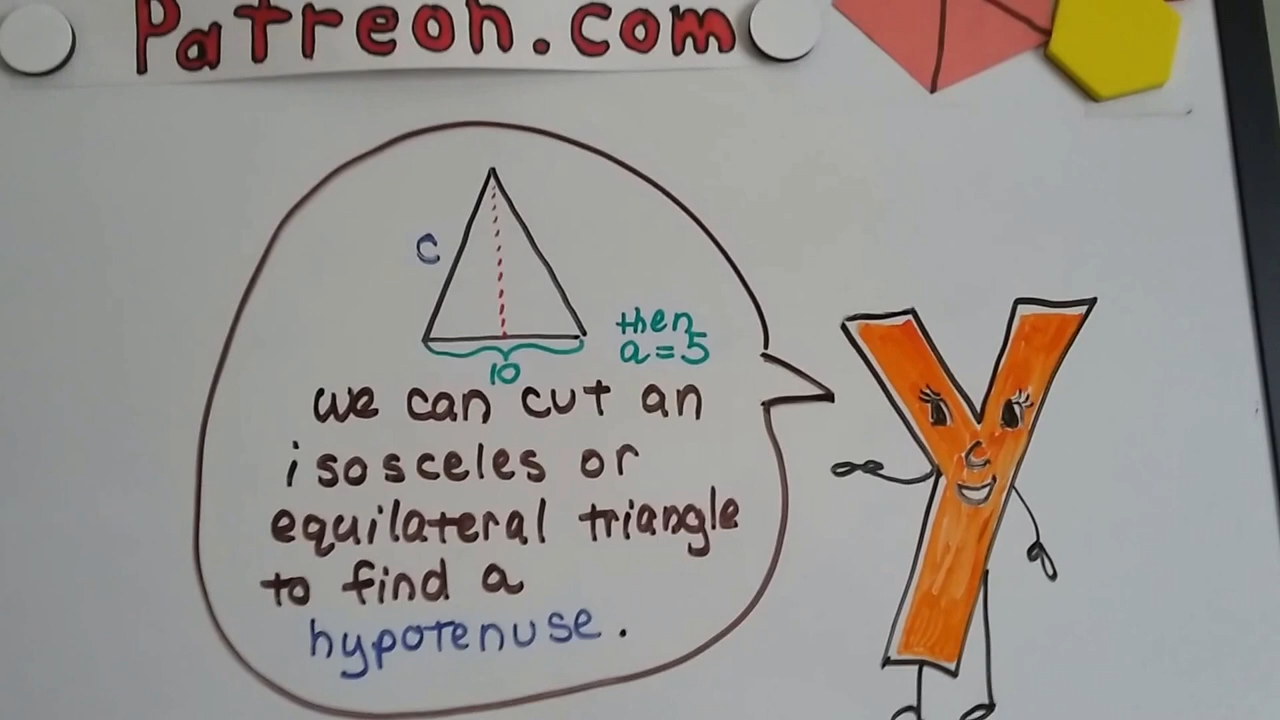 Patreon.com
C
then
a = 5
10
we can cut an
isosceles or
equilateral triangle
to find a
hypotenuse.